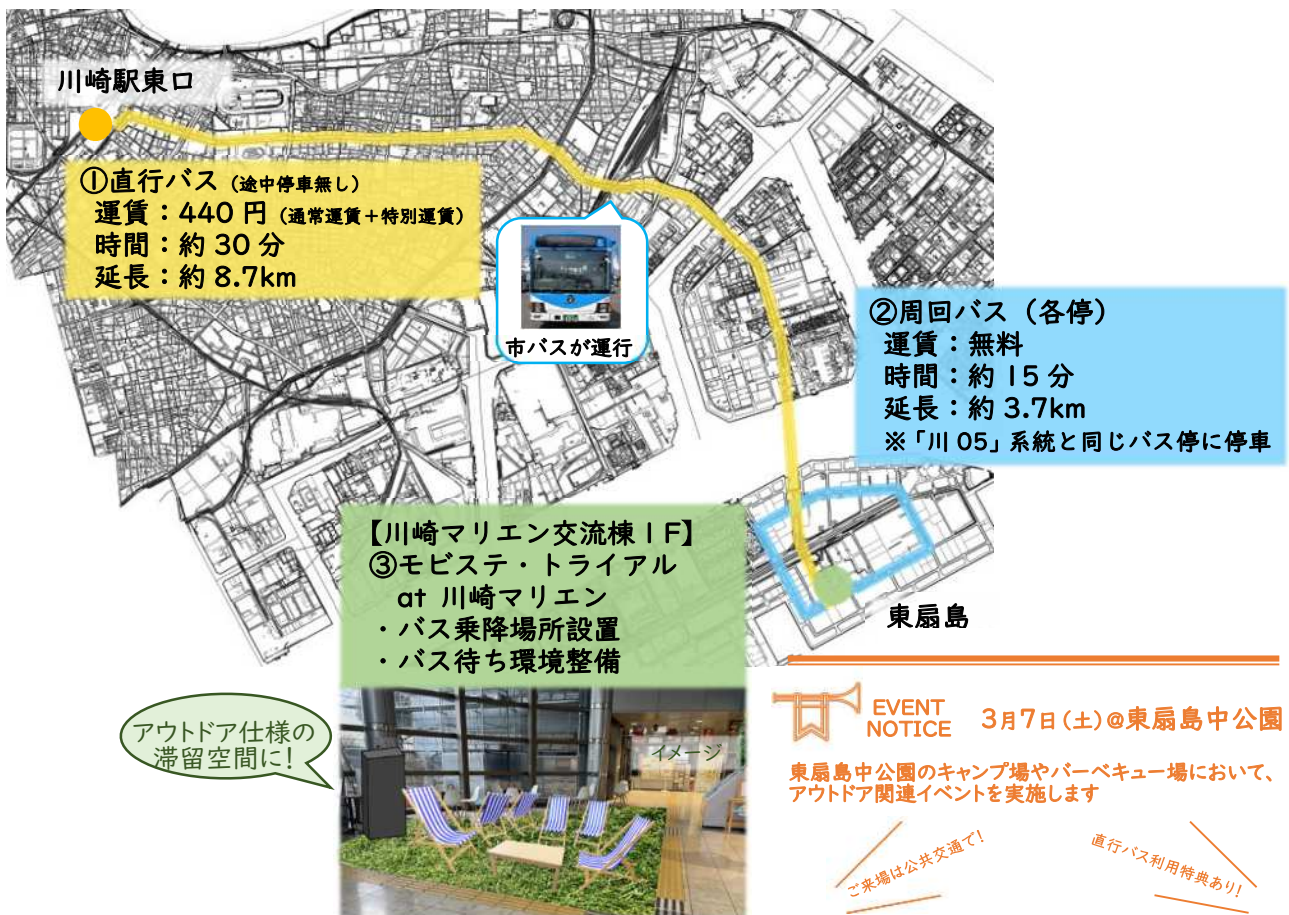 川崎駅東口
①直行バス（途中停車無し）
運賃：440円（通常運賃＋特別運賃）
時間：約30分
延長：約8.7km
市バスが運行
②周回バス（各停）
運賃：無料
時間：約15分
延長：約3.7km
※「川05」系統と同じバス停に停車
【川崎マリエン交流棟1F】
③モビステ・トライアル
at 川崎マリエン
・バス乗降場所設置
・バス待ち環境整備
東扇島
アウトドア仕様の
滞留空間に！
イメージ
EVENT
NOTICE
3月7日(土)@東扇島中公園
東扇島中公園のキャンプ場やバーベキュー場において、
アウトドア関連イベントを実施します
ご来場は公共交通で！
直行バス利用特典あり！